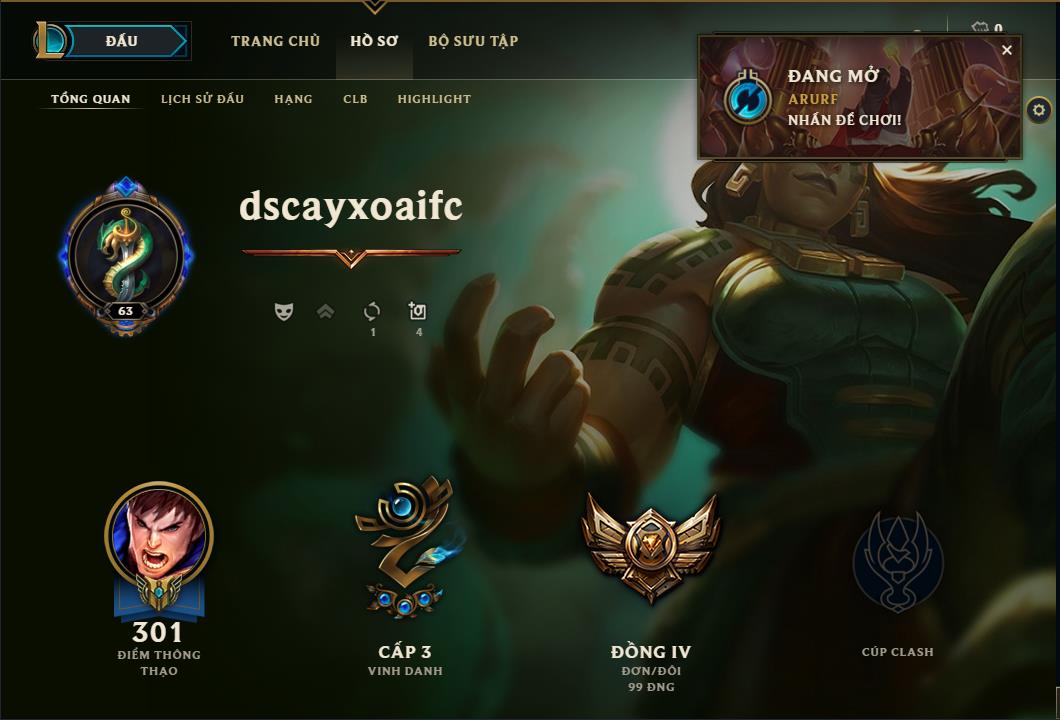 ĐẤU
TRANG CHỦ
HỒ SƠ
BỘ SƯU TẬP
0
ĐANG MỞ
ARURF
NHẤN ĐỂ CHƠI!
TỔNG QUAN
LỊCH SỬ ĐẤU
HẠNG
CLB
HIGHLIGHT
dscayxoaifc
63
1
4
301
ĐIỂM THÔNG
THẠO
CẤP 3
VINH DANH
ĐỒNG IV
ĐƠN/ĐÔI
99 ĐNG
CÚP CLASH